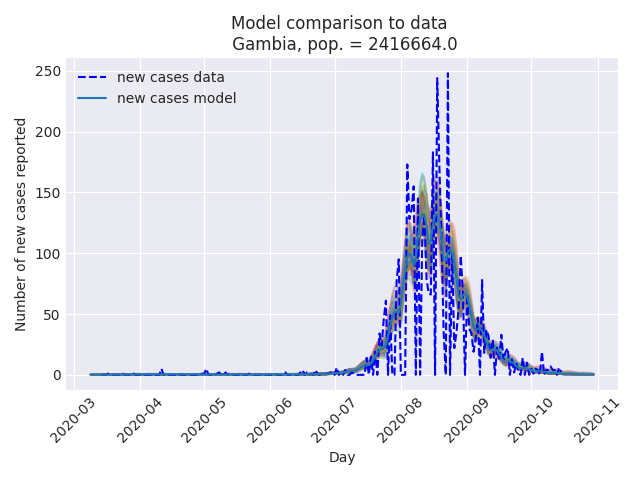 Model comparison to data
Gambia, pop. = 2416664.0
new cases data
new cases model
Number of new cases reported
250
200
150
100
50
0
2020-03
2020-04
2020-05
2020-06
2020-07
2020-08
2020-09
2020-10
2020-11
Day